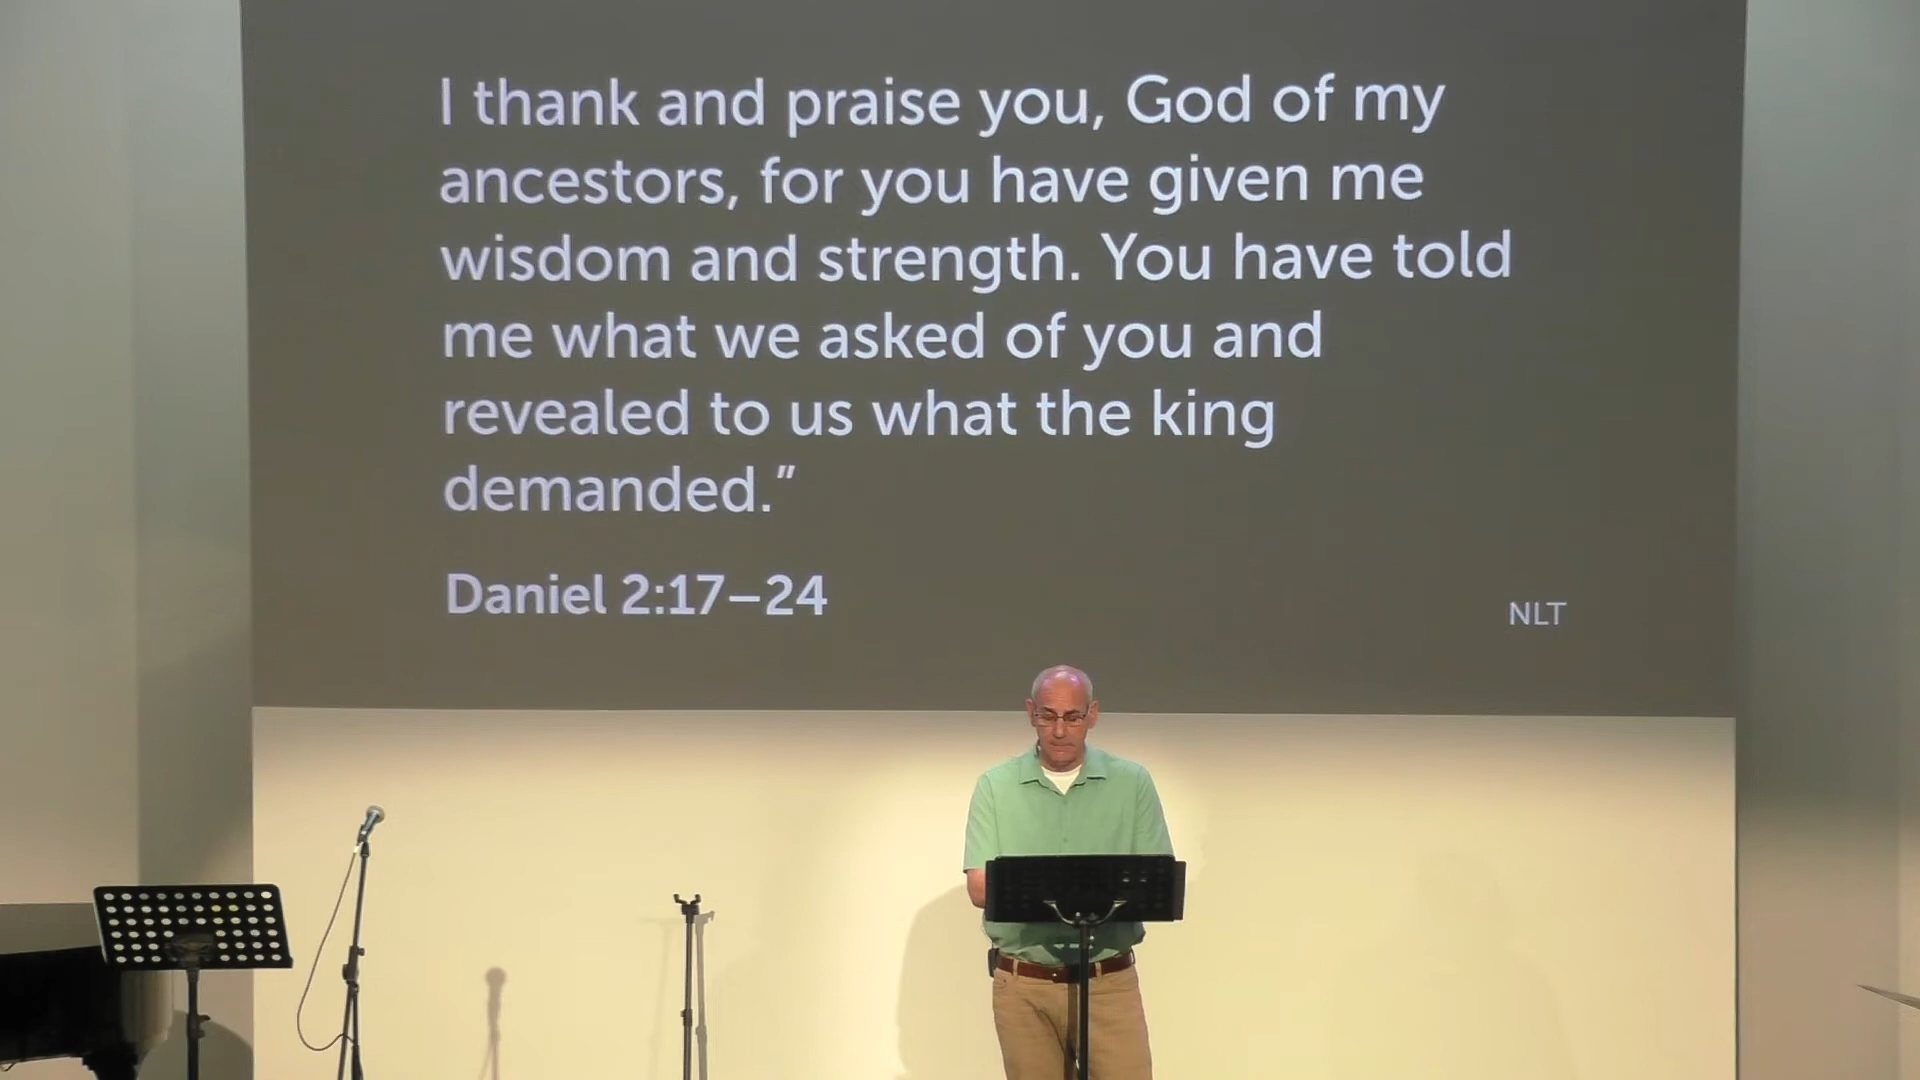 I thank and praise you, God of my
ancestors, for you have given me
wisdom and strength. You have told
me what we asked of you and
revealed to us what the king
demanded.”
Daniel 2:17–24
NLT